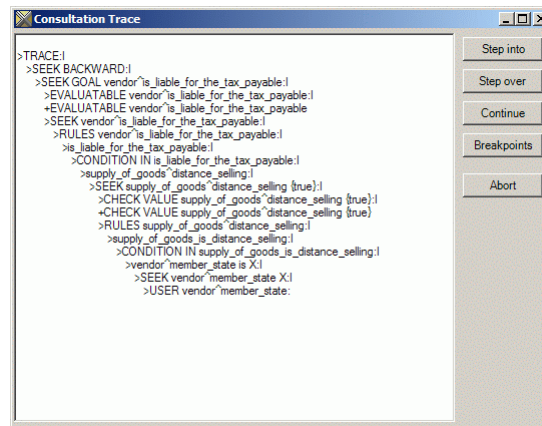 Consultation Trace
>TRACE:I
>SEEK BACKWARD:I
>SEEK GOAL vendor^is_liable_for_the_tax_payable:I
>EVALUATABLE vendor^is_liable_for_the_tax_payable:I
+EVALUATABLE vendor^is_liable_for_the_tax_payable
>SEEK vendor^is_liable_for_the_tax_payable:I
>RULES vendor^is_liable_for_the_tax_payable:I
>is_liable_for_the_tax_payable:I
>CONDITION IN is_liable_for_the_tax_payable:I
>supply_of_goods^distance_selling:I
>SEEK supply_of_goods^distance_selling {true}:I
>CHECK VALUE supply_of_goods^distance_selling {true}:I
+CHECK VALUE supply_of_goods^distance_selling {true}
>RULES supply_of_goods^distance_selling:I
>supply_of_goods_is_distance_selling:I
>CONDITION IN supply_of_goods_is_distance_selling:I
>vendor^member_state is X:I
>SEEK vendor^member_state X:I
>USER vendor^member_state:
Step into
Step over
Continue
Breakpoints
Abort